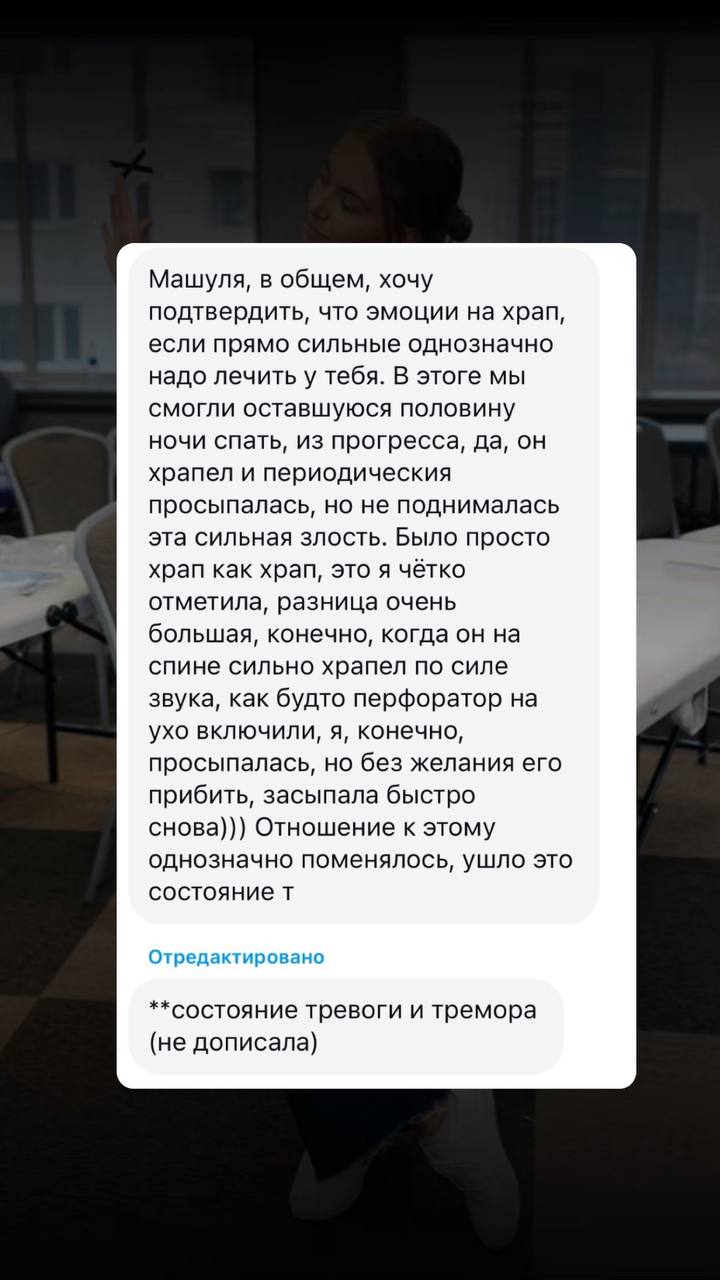 Машуля, в общем, хочу
подтвердить, что эмоции на храп,
если прямо сильные однозначно
надо лечить у тебя. В этоге мы
смогли оставшуюся половину
ночи спать, из прогресса, да, он
храпел и периодическия
просыпалась, но не поднималась
эта сильная злость. Было просто
храп как храп, это я чётко
отметила, разница очень
большая, конечно, когда он на
спине сильно храпел по силе
звука, как будто перфоратор на
ухо включили, я, конечно,
просыпалась, но без желания его
прибить, засыпала быстро
снова))) Отношение к этому
однозначно поменялось, ушло это
состояние т
Отредактировано
**состояние тревоги и тремора
(не дописала)